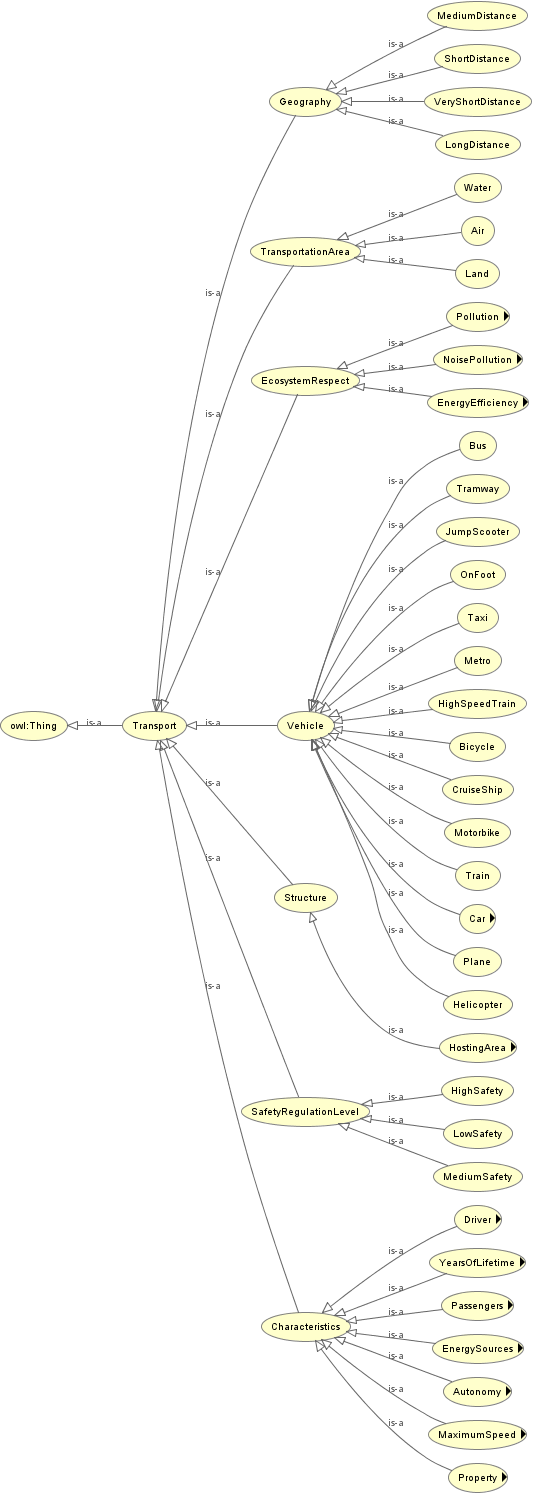 MediumDistance
is-a
ShortDistance
is-a
Geography
is-a
VeryShortDistance
is-a
LongDistance
Water
is-a
Air
is-a
TransportationArea
is-a
Land
is-a
Pollution
is-a
NoisePollution
is-a
EcosystemRespect
is-a
EnergyEfficiency
is-a
Bus
is-a
Tramway
is-a
JumpScooter
is-a
is-a
OnFoot
is-a
Taxi
is-a
Metro
is-a
HighSpeedTrain
is-a
owl:Thing
is-a
Transport
is-a
Vehicle
is-a
Bicycle
is-a
CruiseShip
is-a
is-a
Motorbike
is-a
Train
is-a
Structure
is-a
Car
is-a
Plane
Helicopter
is-a
is-a
HostingArea
HighSafety
is-a
SafetyRegulationLevel
is-a
LowSafety
is-a
MediumSafety
Driver
is-a
YearsOfLifetime
is-a
Passengers
is-a
Characteristics
is-a
EnergySources
is-a
Autonomy
is-a
MaximumSpeed
is-a
Property